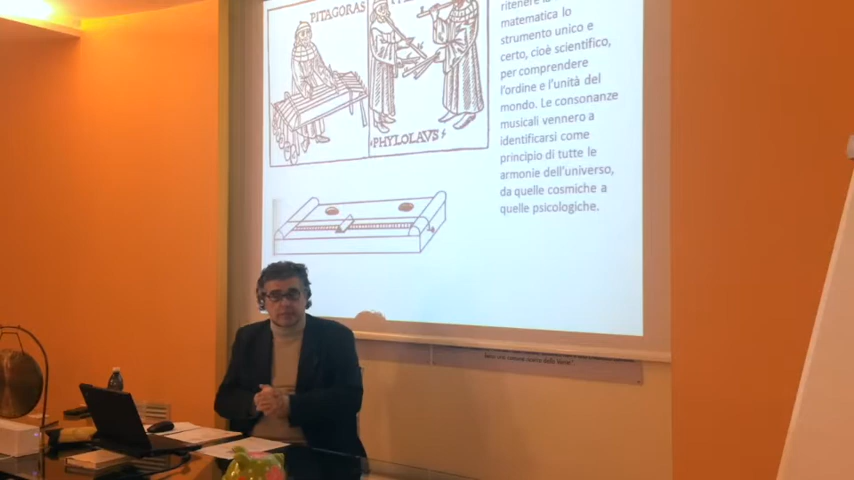 PITAGORAS
PHYLOLAVS
ritenere la
matematica lo
strumento unico e
certo, cioè scientifico,
per comprendere
l'ordine e l'unità del
mondo. Le consonanze
musicali vennero a
identificarsi come
principio di tutte le
armonie dell'universo,
da quelle cosmiche a
quelle psicologiche.